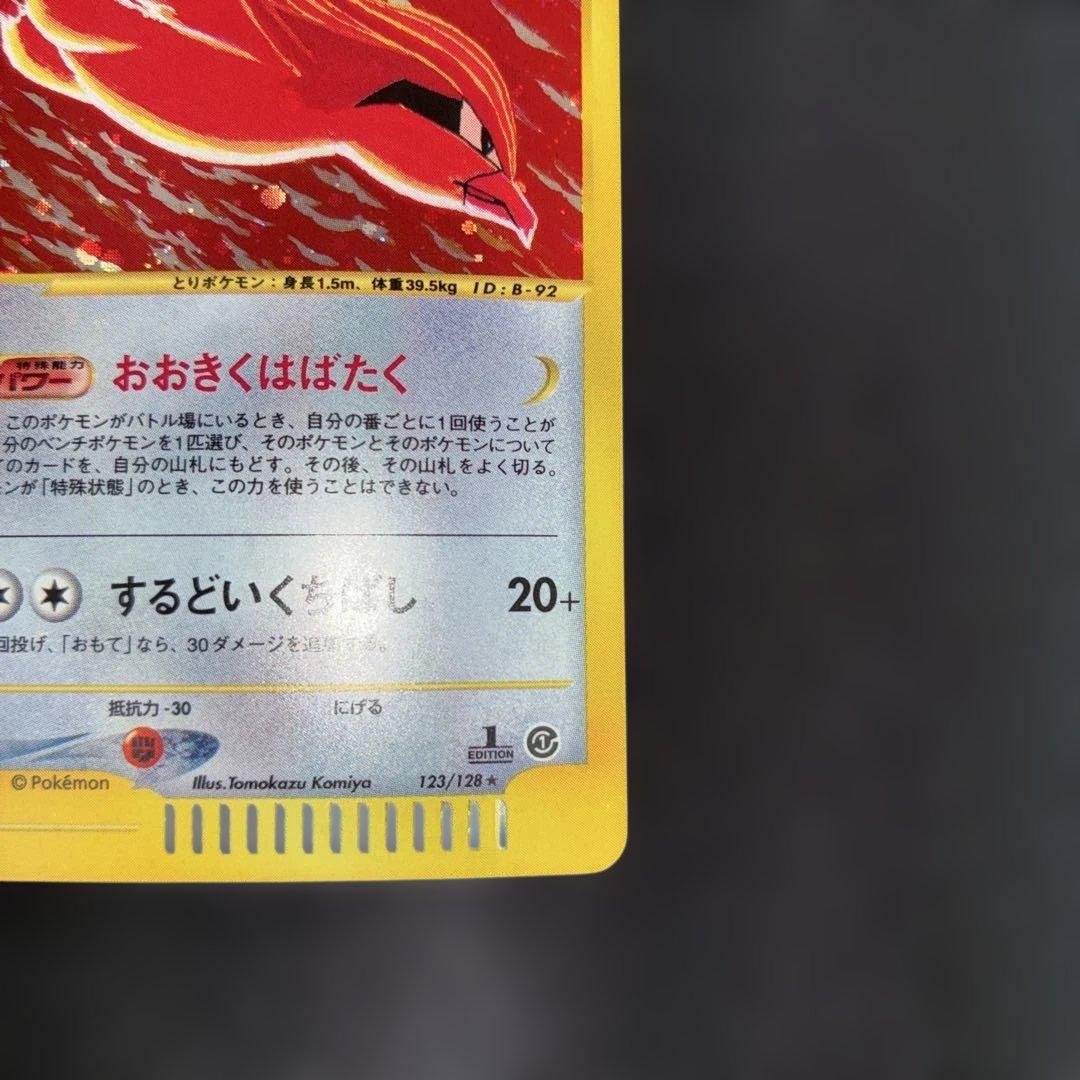 とりポケモン：身長1.5m、体重39.5kg ID:B-92
特殊能力
パワー おおきくはばたく
このポケモンがバトル場にいるとき、自分の番ごとに1回使うことが
分のベンチポケモンを1匹選び、そのポケモンとそのポケモンについて
のカードを、自分の山札にもどす。その後、その山札をよく切る。
ンが「特殊状態」のとき、この力を使うことはできない。
するどいくちばし 20+
回投げ、「おもて」なら、30ダメージを追加する。
抵抗力 -30 にげる
1
EDITION
©Pokémon Illus.Tomokazu Komiya 123/128★